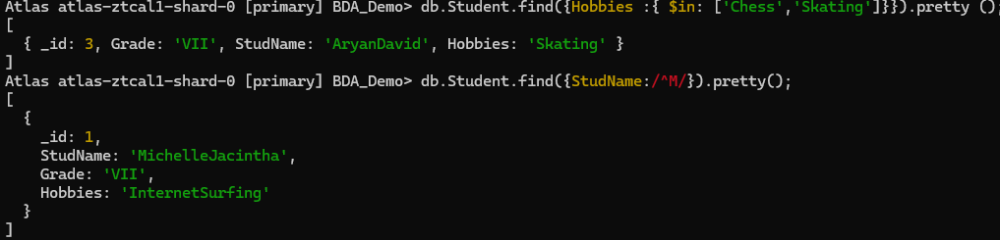 Atlas atlas-ztcal1-shard-0 [primary] BDA_Demo> db.Student.find({Hobbies :{ $in: ['Chess','Skating']}}).pretty ();
[
  { _id: 3, Grade: 'VII', StudName: 'AryanDavid', Hobbies: 'Skating' }
]
Atlas atlas-ztcal1-shard-0 [primary] BDA_Demo> db.Student.find({StudName:/^M/}).pretty();
[
  {
    _id: 1,
    StudName: 'MichelleJacintha',
    Grade: 'VII',
    Hobbies: 'InternetSurfing'
  }
]